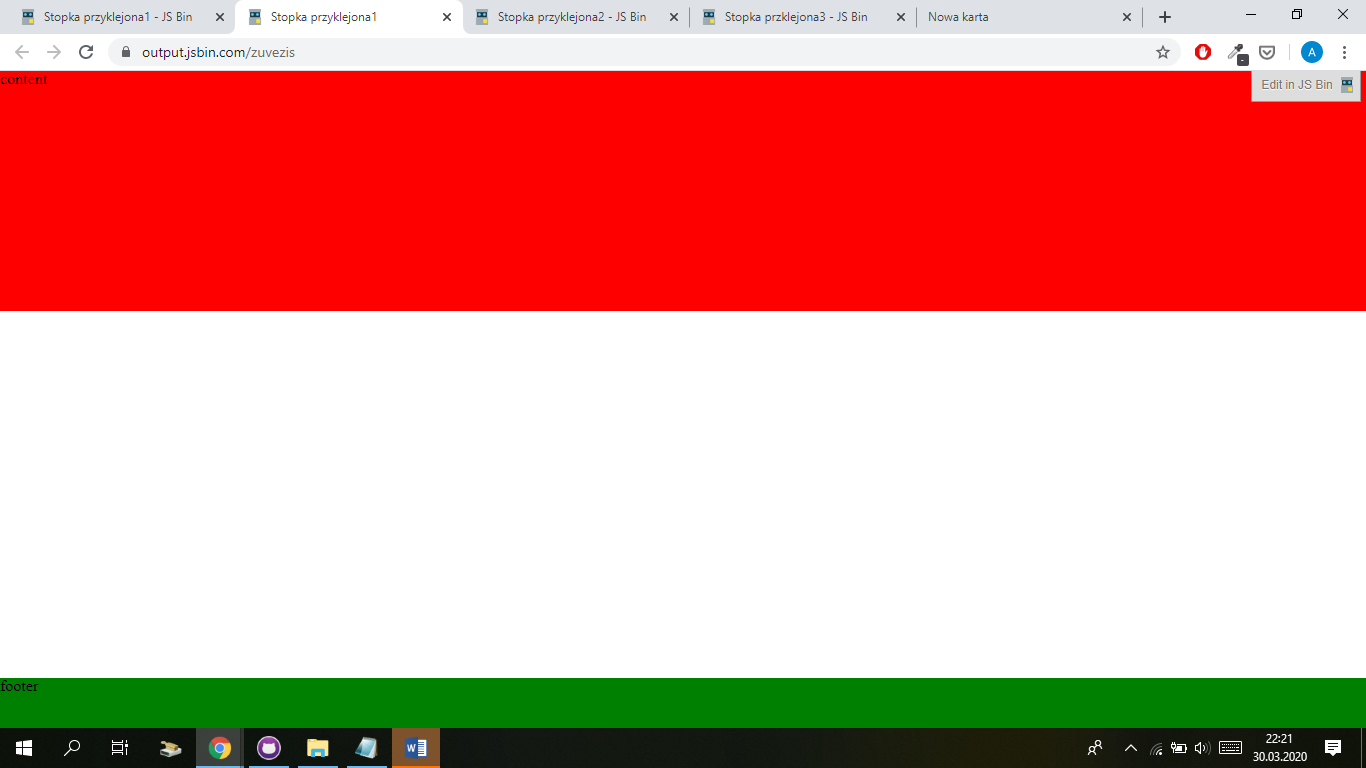 Stopka przyklejona1 - JS Bin
Stopka przyklejona1
Stopka przyklejona2 - JS Bin
Stopka przklejona3 - JS Bin
Nowa karta
output.jsbin.com/zuvezis
A
content
Edit in JS Bin
footer
22:21
30.03.2020